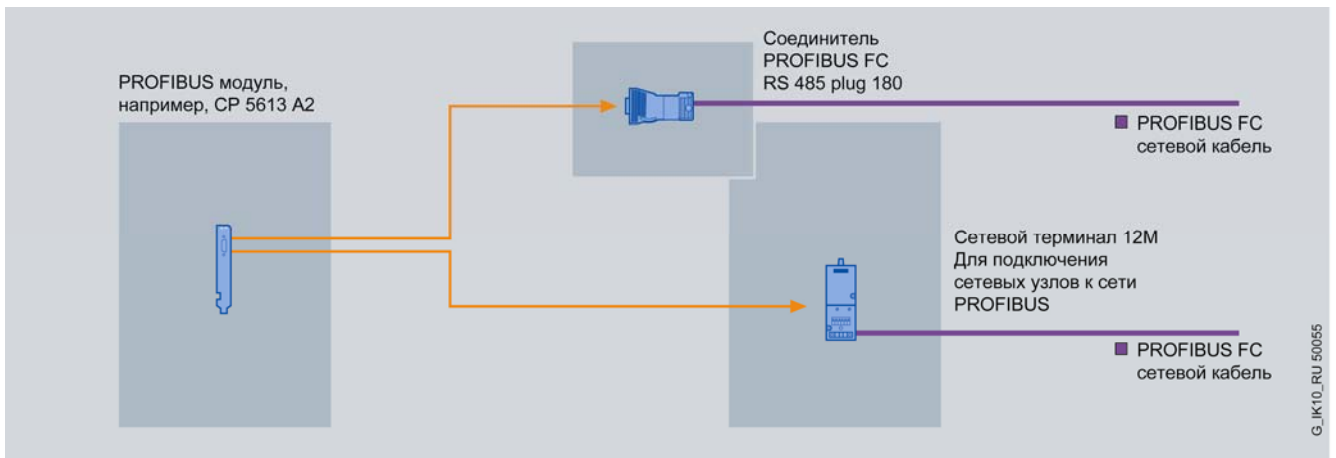 PROFIBUS модуль,
например, CP 5613 A2
Соединитель
PROFIBUS FC
RS 485 plug 180
PROFIBUS FC
сетевой кабель
Сетевой терминал 12M
Для подключения
сетевых узлов к сети
PROFIBUS
PROFIBUS FC
сетевой кабель
G_IK10_RU 50055